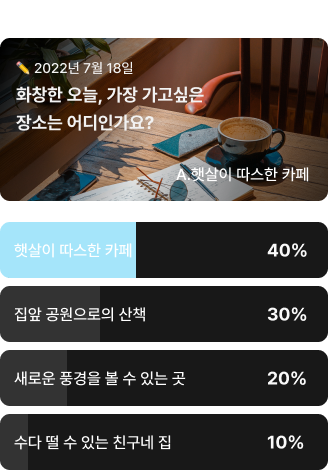 ✏️ 2022년 7월 18일
화창한 오늘, 가장 가고싶은
장소는 어디인가요?
A.햇살이 따스한 카페
햇살이 따스한 카페 40%
집앞 공원으로의 산책 30%
새로운 풍경을 볼 수 있는 곳 20%
수다 떨 수 있는 친구네 집 10%